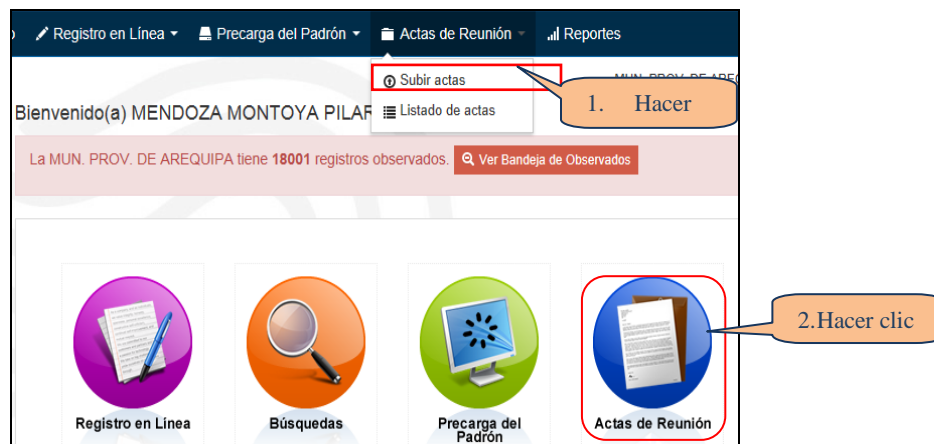 Registro en Línea
Precarga del Padrón
Actas de Reunión
Reportes
Subir actas
Listado de actas
1. Hacer
Bienvenido(a) MENDOZA MONTOYA PILAR
La MUN. PROV. DE AREQUIPA tiene 18001 registros observados.
Ver Bandeja de Observados
Registro en Línea
Búsquedas
Precarga del
Padrón
Actas de Reunión
2.Hacer clic